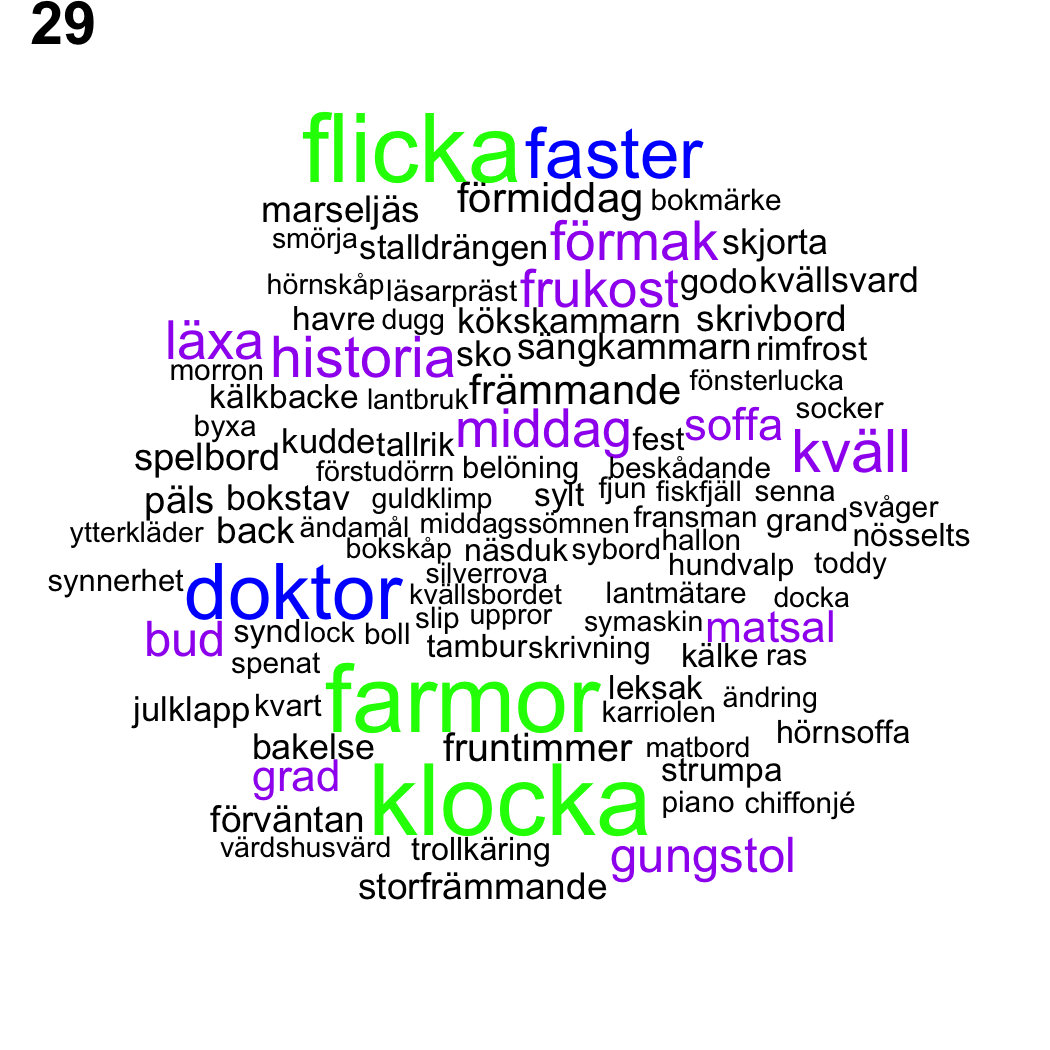 29
flicka faster
marseljäs förmiddag bokmärke
smörja stalldrängen förmak skjorta
hörnskåp läsarpräst frukost godo kvällsvard
havre dugg kökskammarn skrivbord
läxa historia sko sängkammarn rimfrost
morron främmande fönsterlucka
kälkbacke lantbruk socker
byxa kudde tallrik middag fest soffa kväll
spelbord förstudörrn belöning beskådande
päls bokstav guldklimp sylt fjun fiskfjäll senna svåger
ytterkläder back ändamål middagssömnen fransman grand nösselts
bokskåp näsduk sybord hallon
synnerhet doktor silverrova hundvalp toddy
kvällsbordet lantmätare docka
bud synd lock boll slip uppror symaskin matsal
spenat tambur skrivning kälke ras
julklapp kvart farmor leksak ändring
karriolen hörnsoffa
bakelse fruntimmer matbord
grad klocka strumpa
förväntan piano chiffonjé
värdshusvärd trollkäring gungstol
storfrämmande